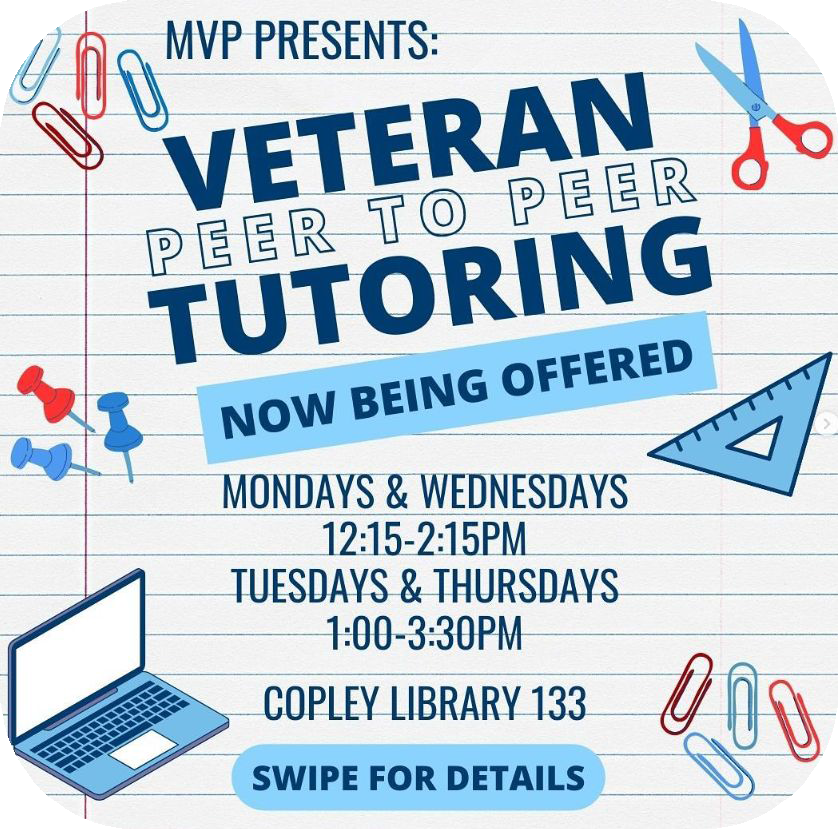 MVP PRESENTS:
VETERAN
PEER TO PEER
TUTORING
NOW BEING OFFERED
MONDAYS & WEDNESDAYS
12:15-2:15PM
TUESDAYS & THURSDAYS
1:00-3:30PM
COPLEY LIBRARY 133
SWIPE FOR DETAILS